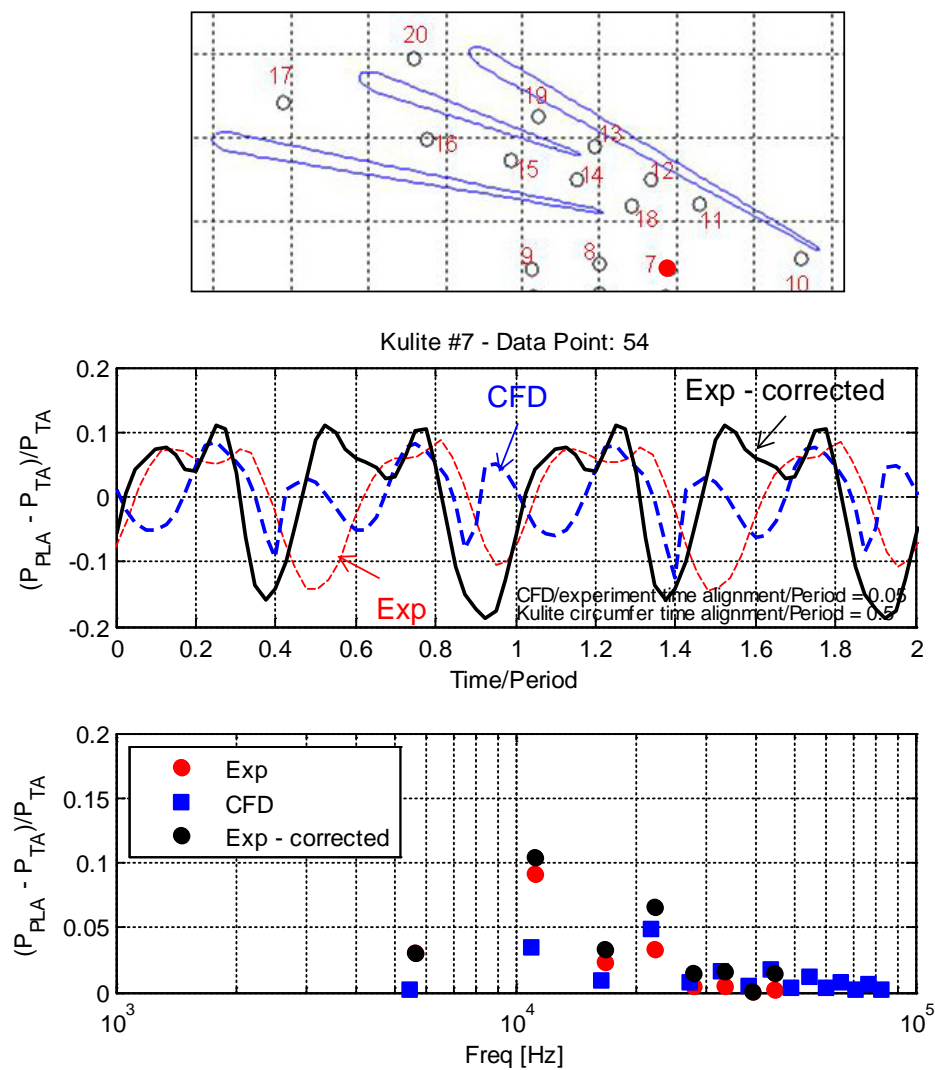 20
17
19
13
16
15
14
12
18
11
9
8
7
10
Kulite #7 - Data Point: 54
0.2
0.1
0
-0.1
-0.2
(P_PLA - P_TA)/P_TA
CFD
Exp - corrected
Exp
CFD/experiment time alignment/Period = 0.05
Kulite circumfer time alignment/Period = 0.5
0 0.2 0.4 0.6 0.8 1 1.2 1.4 1.6 1.8 2
Time/Period
0.2
0.15
0.1
0.05
0
(P_PLA - P_TA)/P_TA
Exp
CFD
Exp - corrected
10^3 10^4 10^5
Freq [Hz]